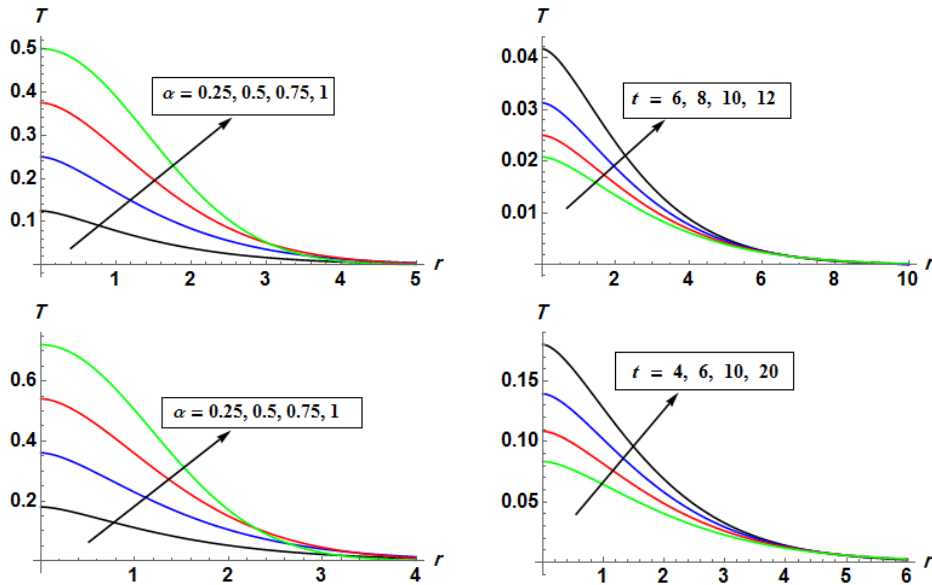 T
0.5
0.4
0.3
0.2
0.1
α = 0.25, 0.5, 0.75, 1
1 2 3 4 5 r
T
0.04
0.03
0.02
0.01
t = 6, 8, 10, 12
2 4 6 8 10 r
T
0.6
0.4
0.2
α = 0.25, 0.5, 0.75, 1
1 2 3 4 r
T
0.15
0.10
0.05
t = 4, 6, 10, 20
1 2 3 4 5 6 r